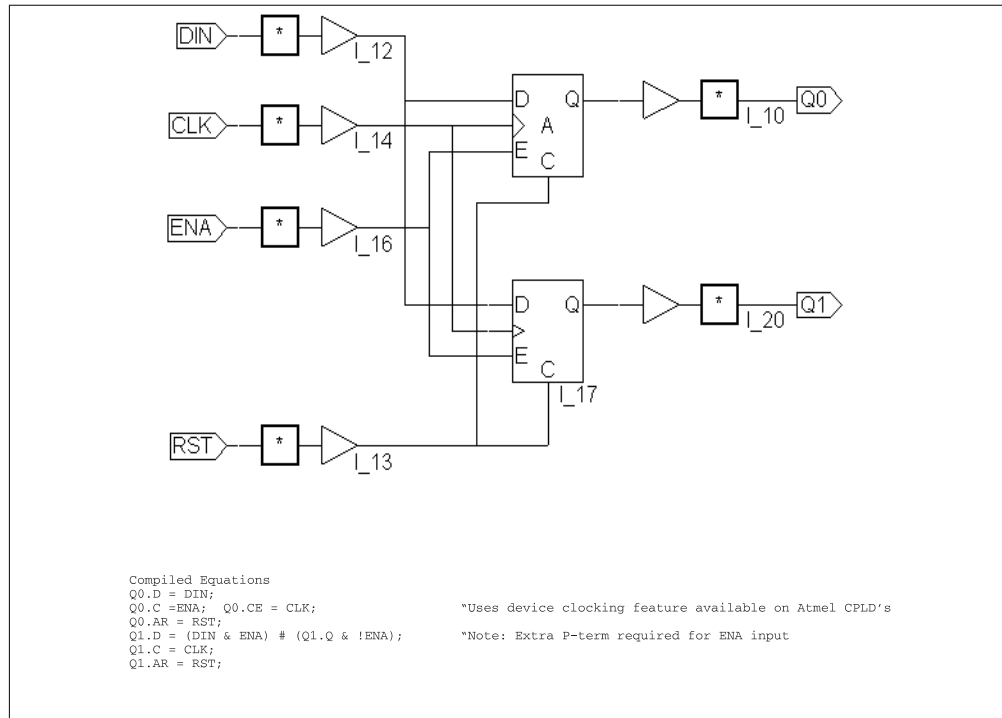 DIN * I_12
CLK * I_14
ENA * I_16
RST * I_13
D Q
A
E
C
* I_10 Q0
D Q
E
C
I_17
* I_20 Q1
Compiled Equations
Q0.D = DIN;
Q0.C =ENA;  Q0.CE = CLK; "Uses device clocking feature available on Atmel CPLD's
Q0.AR = RST;
Q1.D = (DIN & ENA) # (Q1.Q & !ENA); "Note: Extra P-term required for ENA input
Q1.C = CLK;
Q1.AR = RST;